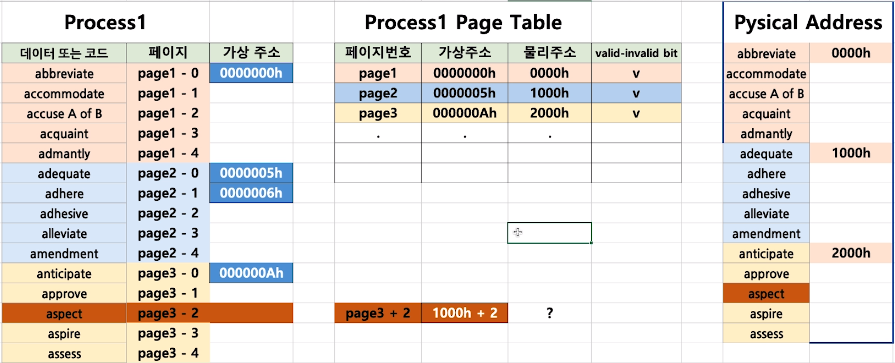 Process1 Process1 Page Table Pysical Address
데이터 또는 코드 페이지 가상 주소 페이지번호 가상주소 물리주소 valid-invalid bit abbreviate 0000h
abbreviate page1 - 0 0000000h page1 0000000h 0000h v accommodate
accommodate page1 - 1 page2 0000005h 1000h v accuse A of B
accuse A of B page1 - 2 page3 000000Ah 2000h v acquaint
acquaint page1 - 3 . . . admantly
admantly page1 - 4 adequate 1000h
adequate page2 - 0 0000005h adhere
adhere page2 - 1 0000006h adhesive
adhesive page2 - 2 alleviate
alleviate page2 - 3 amendment
amendment page2 - 4 anticipate 2000h
anticipate page3 - 0 000000Ah approve
approve page3 - 1 aspect
aspect page3 - 2 page3 + 2 1000h + 2 ? aspire
aspire page3 - 3 assess
assess page3 - 4